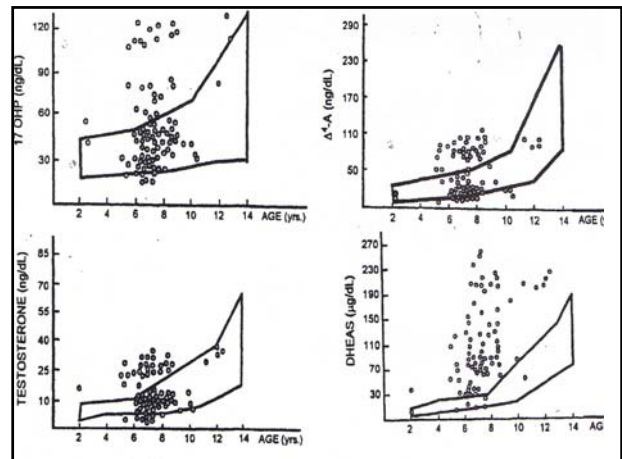 17 OHP (ng/dL)
120
90
60
30
2 4 6 8 10 12 14 AGE (yrs.)
Δ⁴-A (ng/dL)
290
230
170
110
50
2 4 6 8 10 12 14 AGE (y
TESTOSTERONE (ng/dL)
85
70
55
40
25
10
2 4 6 8 10 12 14 AGE (yrs.)
DHEAS (µg/dL)
270
230
190
150
110
70
30
2 4 6 8 10 12 14 AG